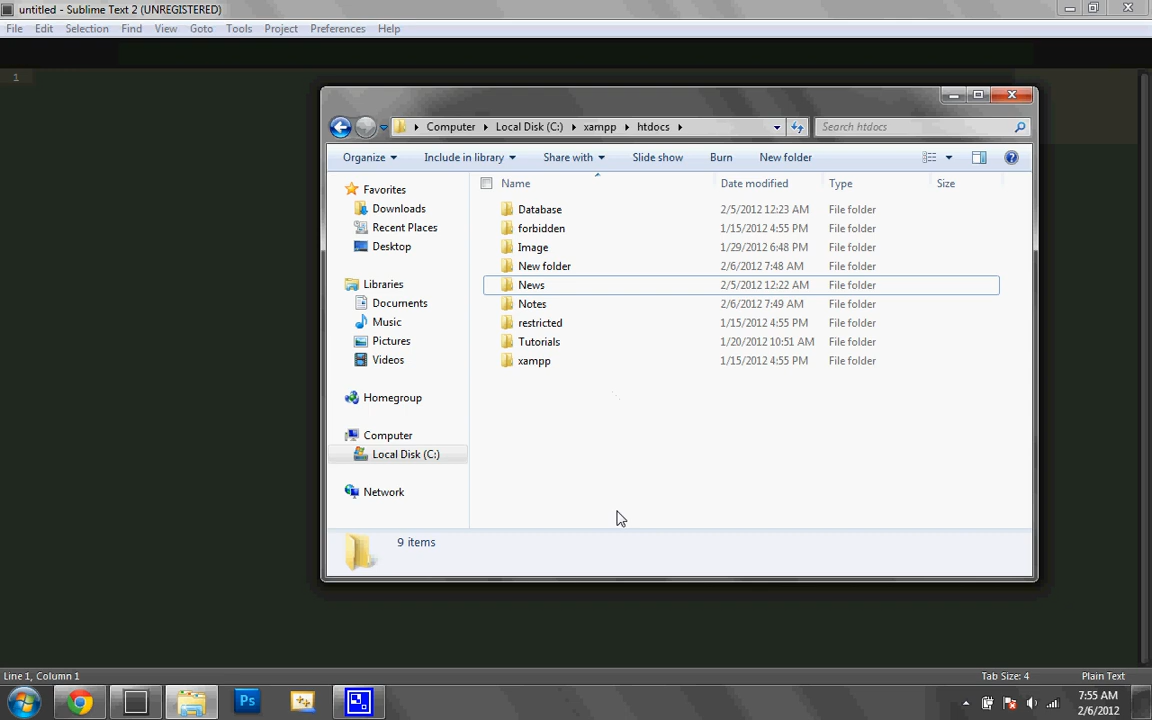 untitled - Sublime Text 2 (UNREGISTERED)
File Edit Selection Find View Goto Tools Project Preferences Help
1
Computer Local Disk (C:) xampp htdocs Search htdocs
Organize Include in library Share with Slide show Burn New folder
Name Date modified Type Size
Favorites
Downloads
Recent Places
Desktop
Libraries
Documents
Music
Pictures
Videos
Homegroup
Computer
Local Disk (C:)
Network
Database 2/5/2012 12:23 AM File folder
forbidden 1/15/2012 4:55 PM File folder
Image 1/29/2012 6:48 PM File folder
New folder 2/6/2012 7:48 AM File folder
News 2/5/2012 12:22 AM File folder
Notes 2/6/2012 7:49 AM File folder
restricted 1/15/2012 4:55 PM File folder
Tutorials 1/20/2012 10:51 AM File folder
xampp 1/15/2012 4:55 PM File folder
9 items
Line 1, Column 1 Tab Size: 4 Plain Text
Ps
7:55 AM
2/6/2012